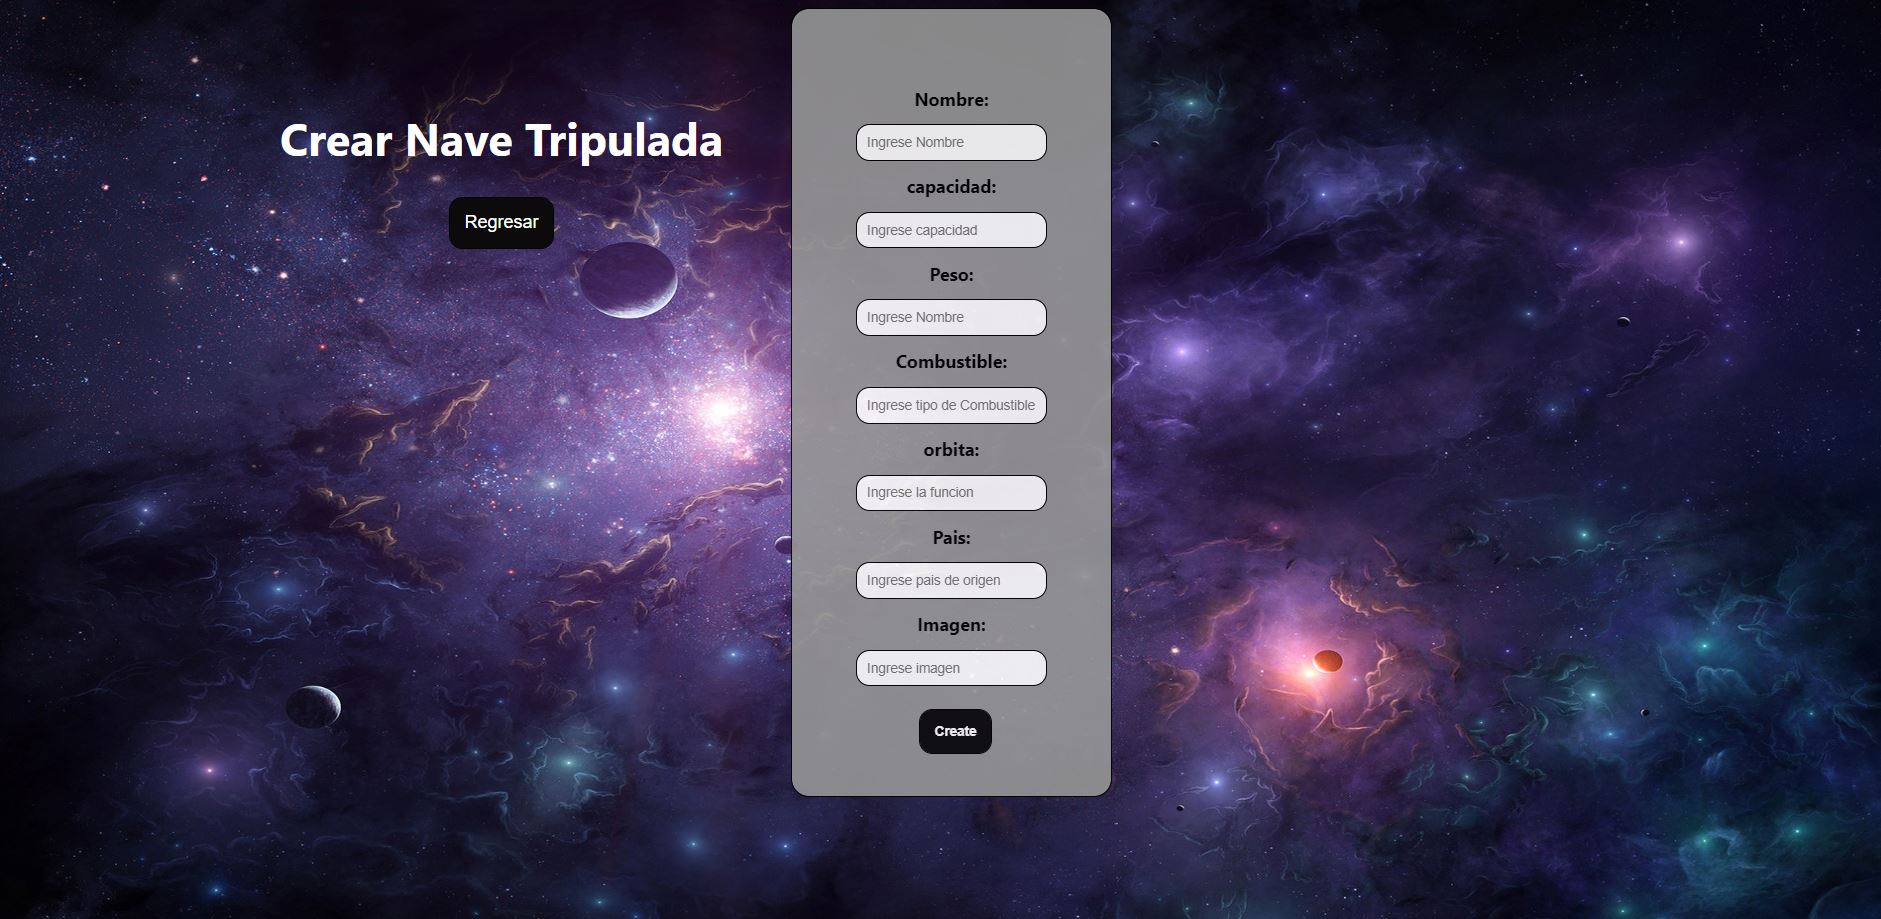 Crear Nave Tripulada
Regresar
Nombre:
Ingrese Nombre
capacidad:
Ingrese capacidad
Peso:
Ingrese Nombre
Combustible:
Ingrese tipo de Combustible
orbita:
Ingrese la funcion
Pais:
Ingrese pais de origen
Imagen:
Ingrese imagen
Create